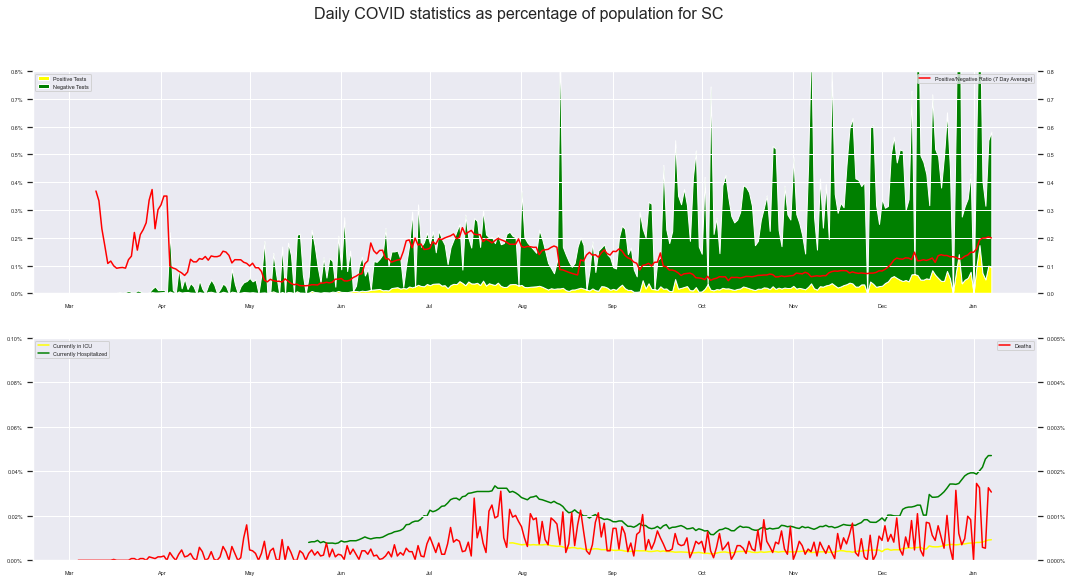 Daily COVID statistics as percentage of population for SC
Positive Tests
Negative Tests
Positive/Negative Ratio (7 Day Average)
0.8% 0.8
0.7% 0.7
0.6% 0.6
0.5% 0.5
0.4% 0.4
0.3% 0.3
0.2% 0.2
0.1% 0.1
0.0% 0.0
Mar Apr May Jun Jul Aug Sep Oct Nov Dec Jan
Currently in ICU
Currently Hospitalized
Deaths
0.10% 0.005%
0.08% 0.004%
0.06% 0.003%
0.04% 0.002%
0.02% 0.001%
0.00% 0.000%
Mar Apr May Jun Jul Aug Sep Oct Nov Dec Jan